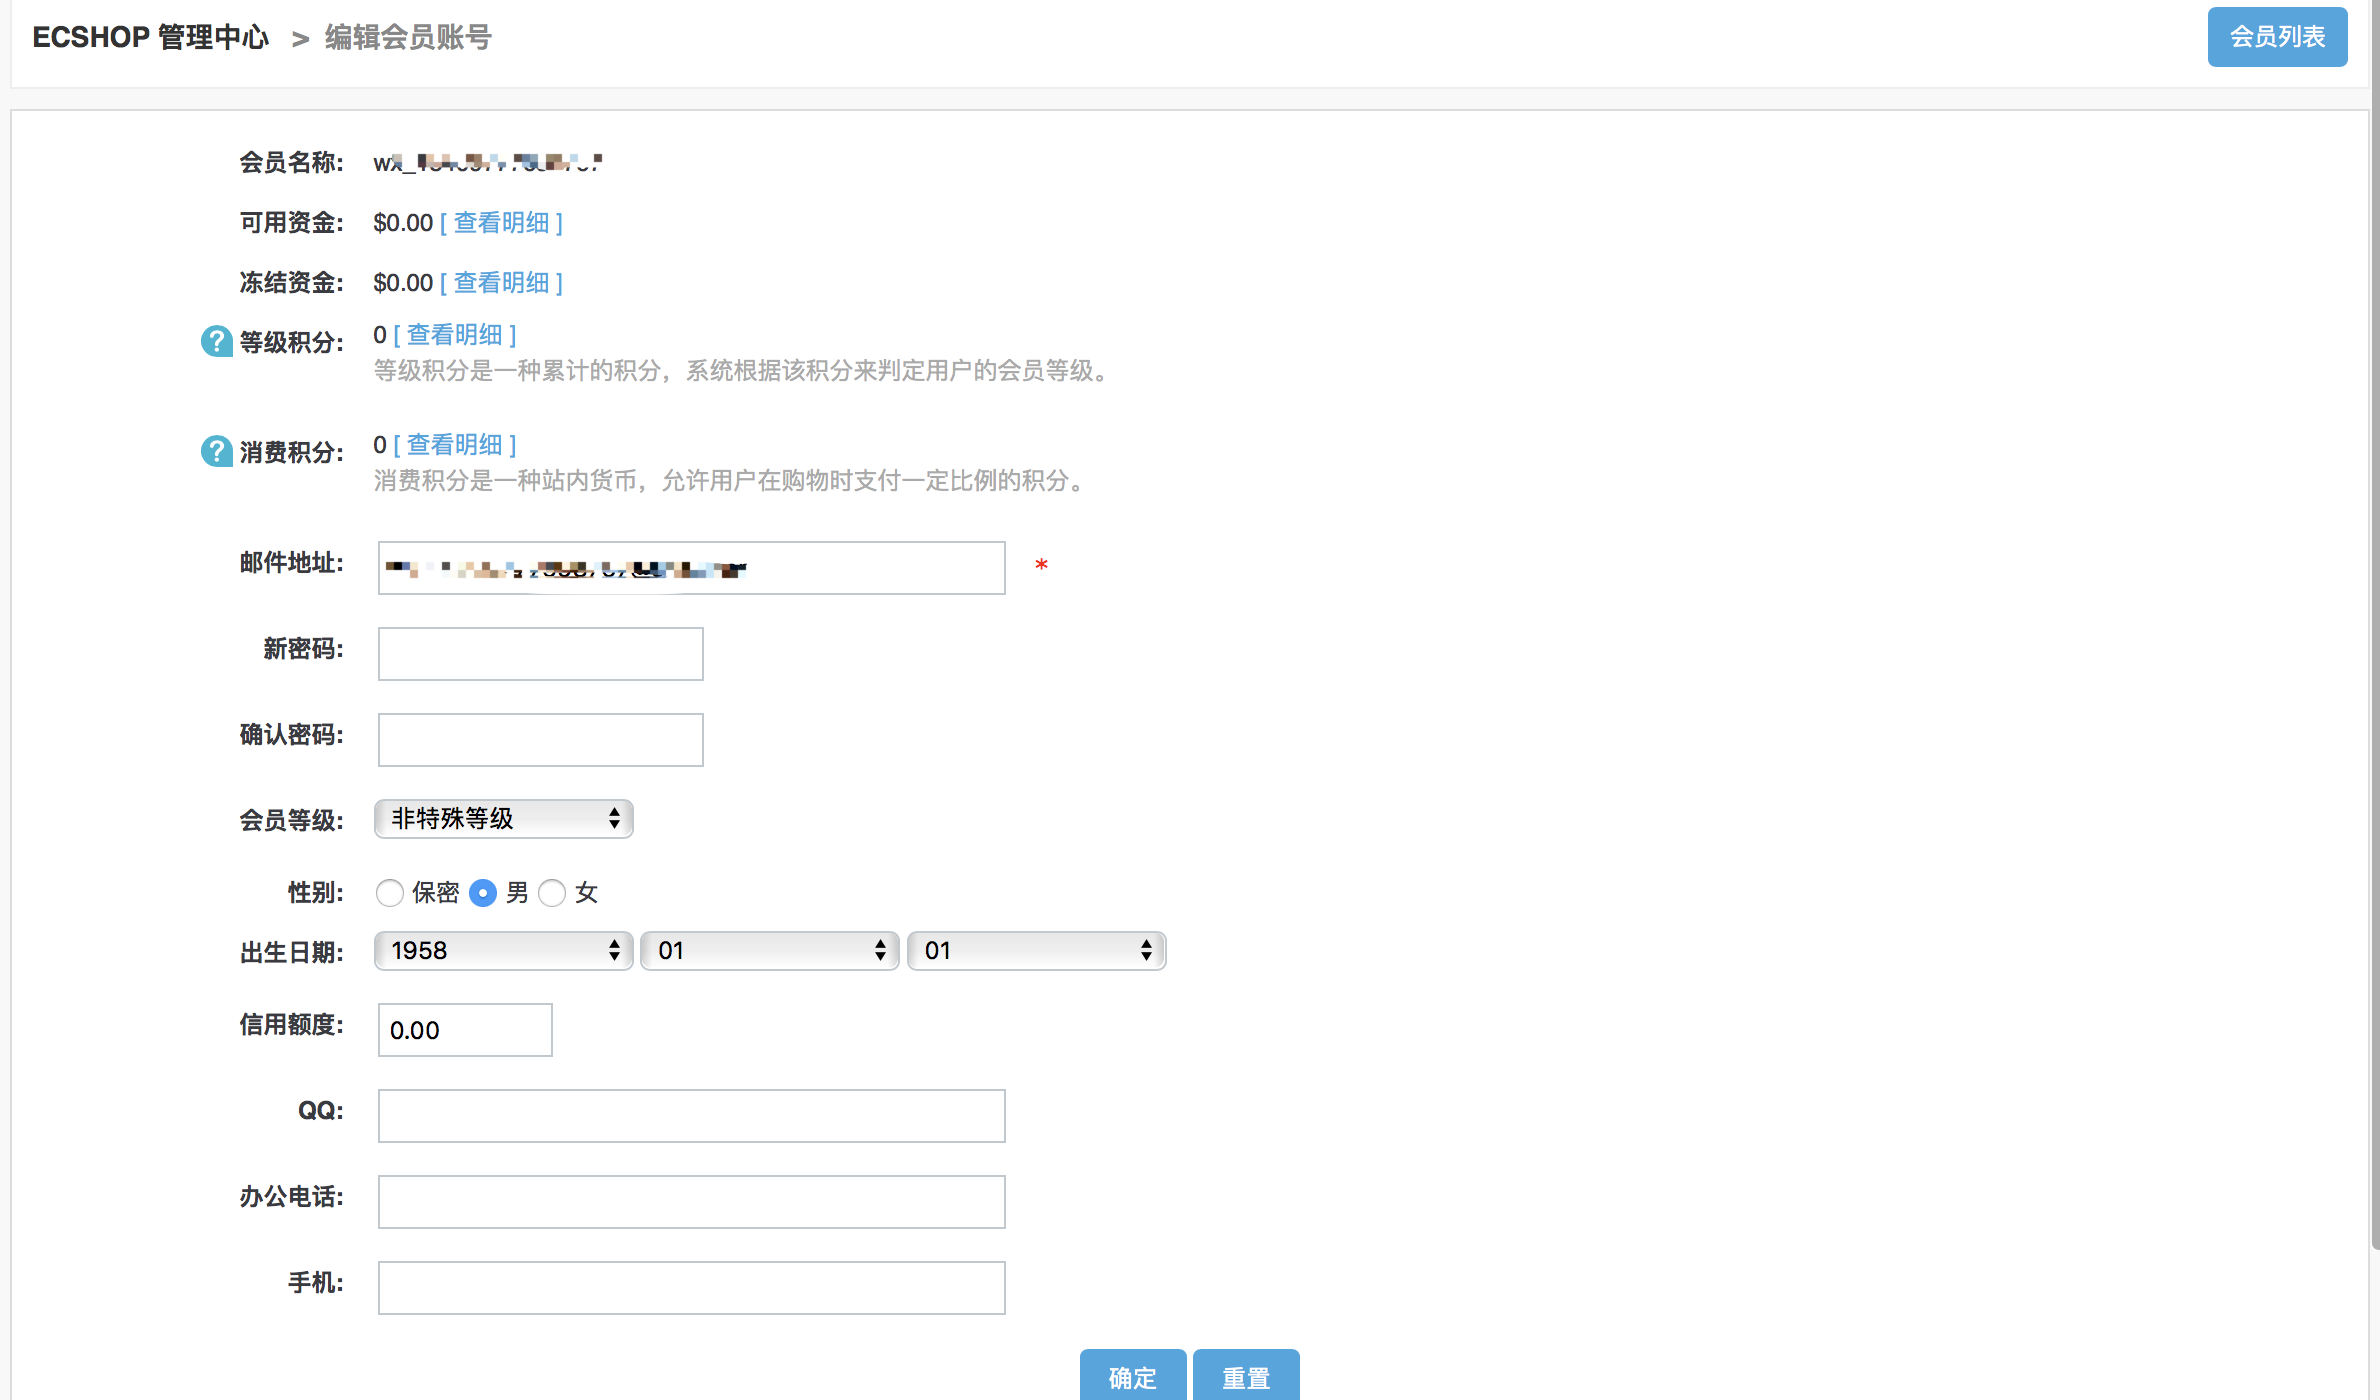 ECSHOP 管理中心 > 编辑会员账号
会员列表
会员名称:
可用资金: $0.00 [ 查看明细 ]
冻结资金: $0.00 [ 查看明细 ]
? 等级积分: 0 [ 查看明细 ]
等级积分是一种累计的积分，系统根据该积分来判定用户的会员等级。
? 消费积分: 0 [ 查看明细 ]
消费积分是一种站内货币，允许用户在购物时支付一定比例的积分。
邮件地址: *
新密码:
确认密码:
会员等级: 非特殊等级
性别: 保密 男 女
出生日期: 1958 01 01
信用额度: 0.00
QQ:
办公电话:
手机:
确定 重置